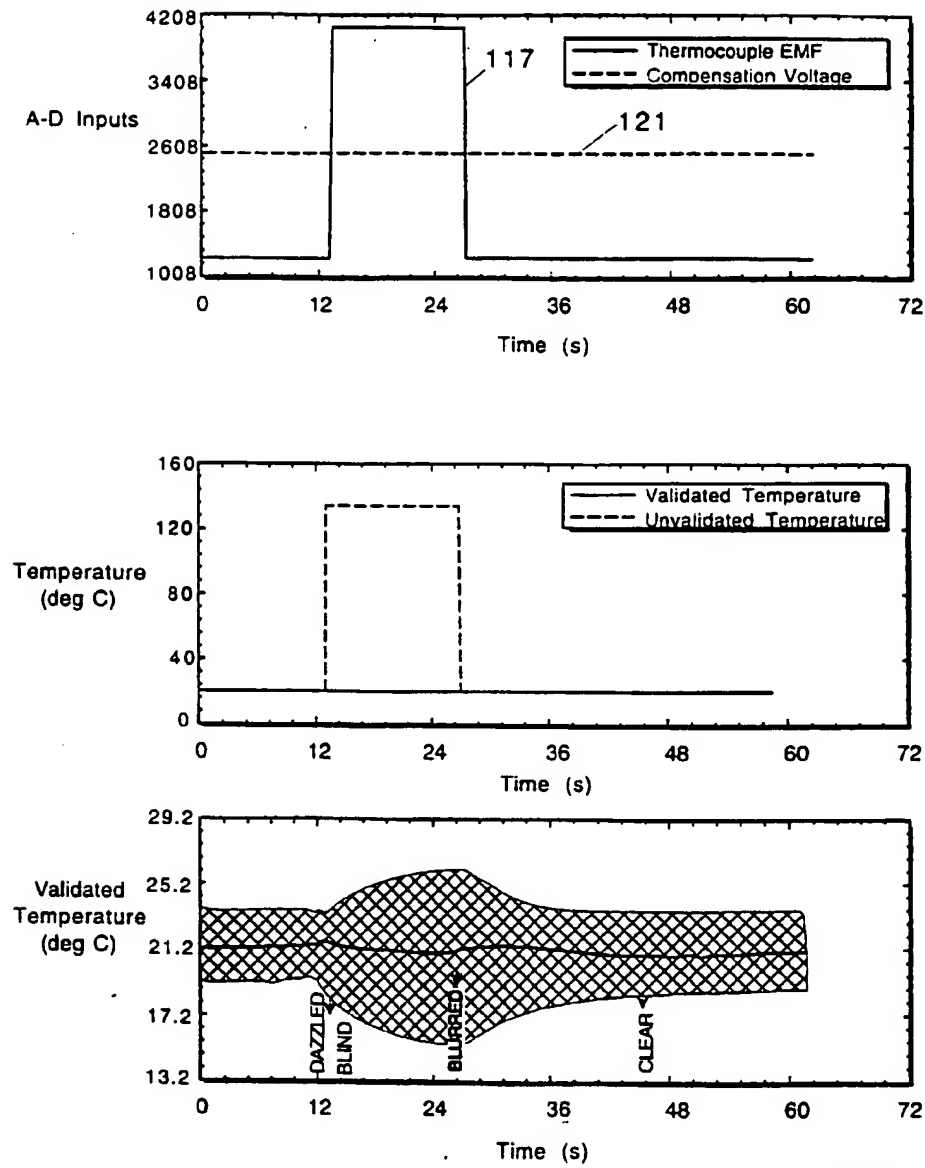 4208
3408
2608
1808
1008
A-D Inputs
Thermocouple EMF
Compensation Voltage
117
121
0 12 24 36 48 60 72
Time (s)
160
120
80
40
0
Temperature
(deg C)
Validated Temperature
Unvalidated Temperature
0 12 24 36 48 60 72
Time (s)
29.2
25.2
21.2
17.2
13.2
Validated
Temperature
(deg C)
DAZZLED
BLIND
BLURRED
CLEAR
0 12 24 36 48 60 72
Time (s)